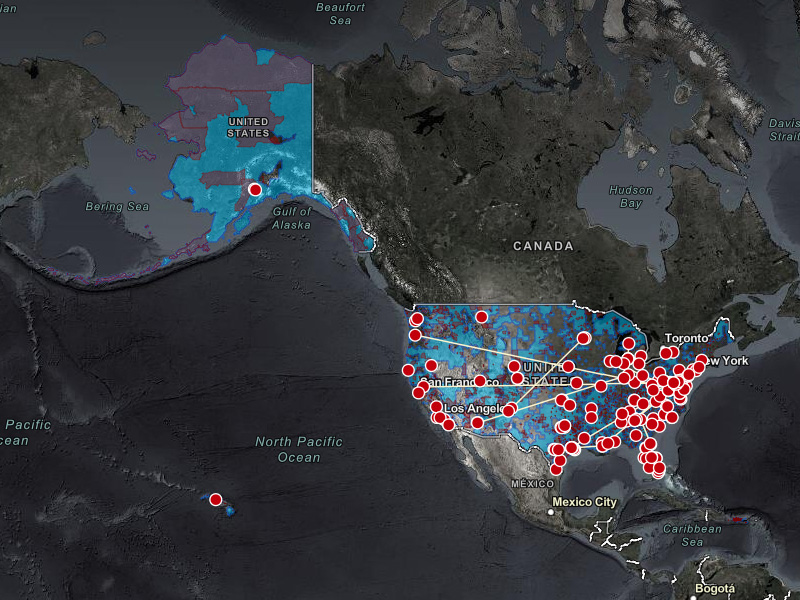 Beaufort
Sea
UNITED
STATES
Davis
Strait
Bering Sea
Gulf of
Alaska
Hudson
Bay
CANADA
Toronto
New York
UNITED
STATES
San Francisco
Los Angeles
Pacific
North Pacific
Ocean
MÉXICO
Mexico City
Caribbean
Sea
Bogotá